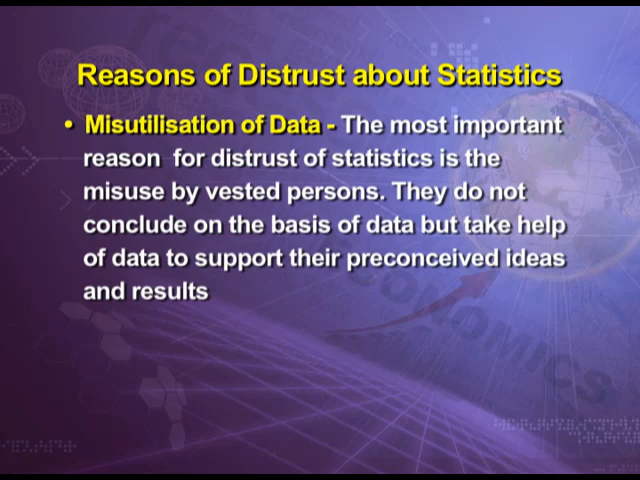 Reasons of Distrust about Statistics
• Misutilisation of Data - The most important
reason for distrust of statistics is the
misuse by vested persons. They do not
conclude on the basis of data but take help
of data to support their preconceived ideas
and results
ECONOMICS